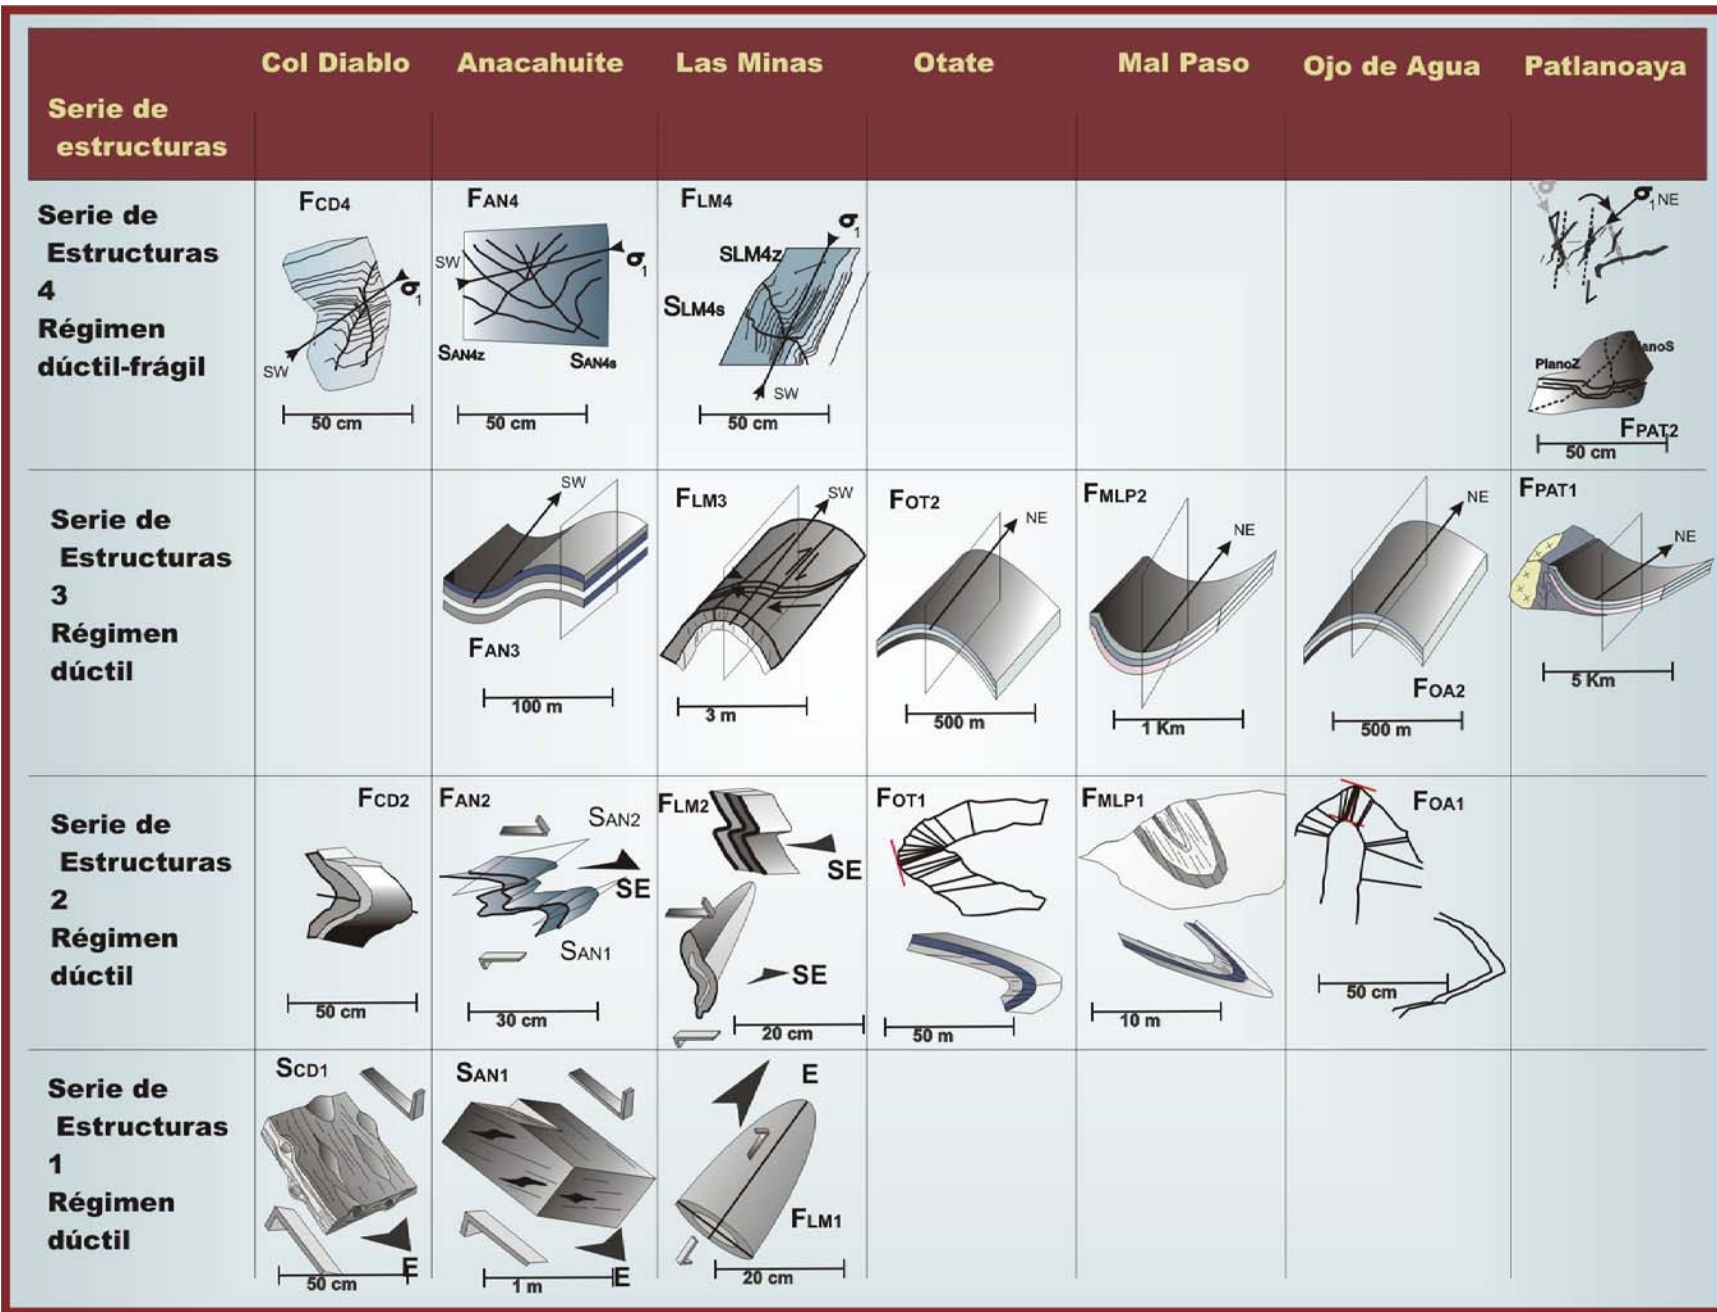 Col Diablo
Anacahuite
Las Minas
Otate
Mal Paso
Ojo de Agua
Patlanoaya
Serie de
estructuras
Serie de
Estructuras
4
Régimen
dúctil-frágil
FCD4
σ1
SW
50 cm
FAN4
SW
σ1
SAN4z
SAN4s
50 cm
FLM4
σ1
SLM4z
SLM4s
SW
50 cm
σ
σ1 NE
PlanoZ
PlanoS
FPAT2
50 cm
Serie de
Estructuras
3
Régimen
dúctil
SW
FAN3
100 m
FLM3
SW
3 m
FOT2
NE
500 m
FMLP2
NE
1 Km
NE
FOA2
500 m
FPAT1
NE
5 Km
Serie de
Estructuras
2
Régimen
dúctil
FCD2
50 cm
FAN2
SAN2
SE
SAN1
30 cm
FLM2
SE
SE
20 cm
FOT1
50 m
FMLP1
10 m
FOA1
50 cm
Serie de
Estructuras
1
Régimen
dúctil
SCD1
E
50 cm
SAN1
E
1 m
E
FLM1
20 cm